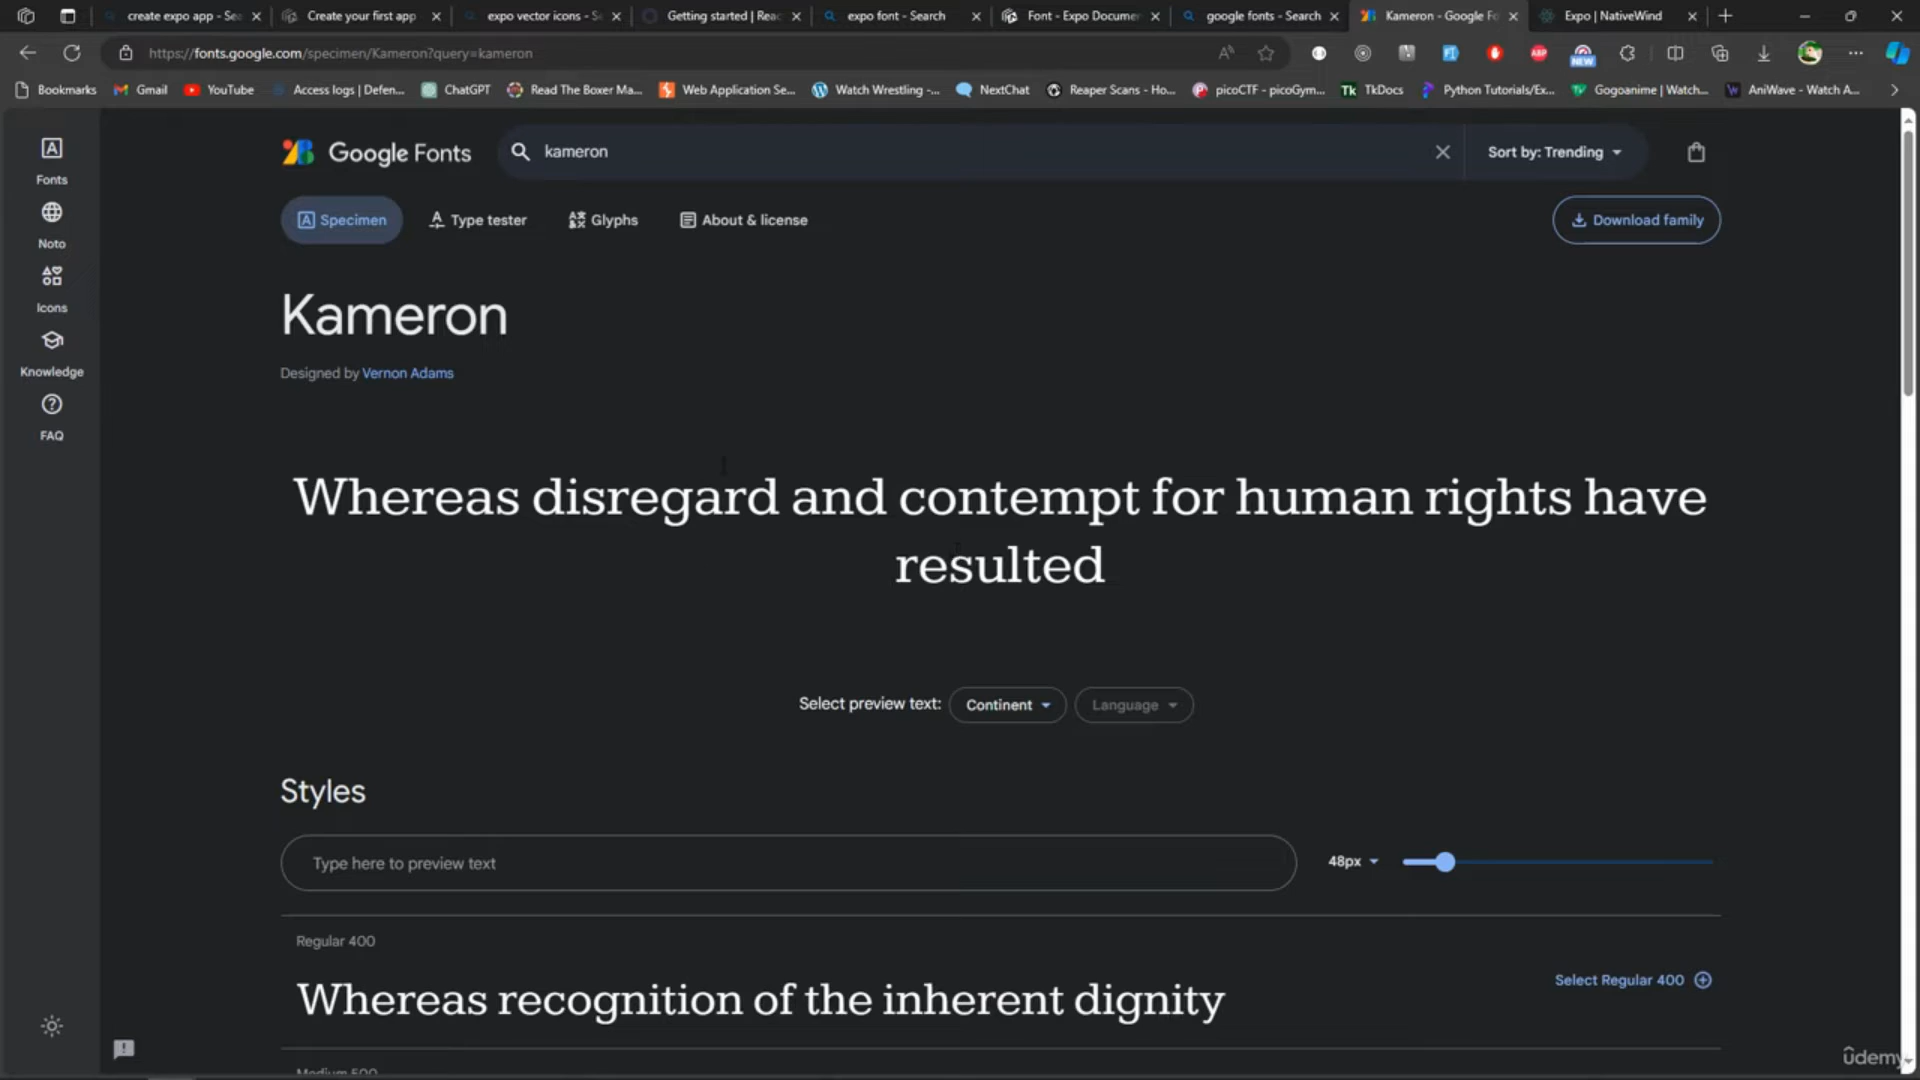 create expo app - Sea
Create your first app
expo vector icons - S
Getting started | Reac
expo font - Search
Font - Expo Documen
google fonts - Search
Kameron - Google Fo
Expo | NativeWind
https://fonts.google.com/specimen/Kameron?query=kameron
NEW
Bookmarks
Gmail
YouTube
Access logs | Defen...
ChatGPT
Read The Boxer Ma...
Web Application Se...
Watch Wrestling -...
NextChat
Reaper Scans - Ho...
picoCTF - picoGym...
Tk TkDocs
Python Tutorials/Ex...
Gogoanime | Watch...
AniWave - Watch A...
Google Fonts
kameron
Sort by: Trending
Fonts
Noto
Icons
Knowledge
FAQ
Specimen
Type tester
Glyphs
About & license
Download family
Kameron
Designed by Vernon Adams
Whereas disregard and contempt for human rights have
resulted
Select preview text:
Continent
Language
Styles
Type here to preview text
48px
Regular 400
Whereas recognition of the inherent dignity
Select Regular 400
Medium 500
udemy